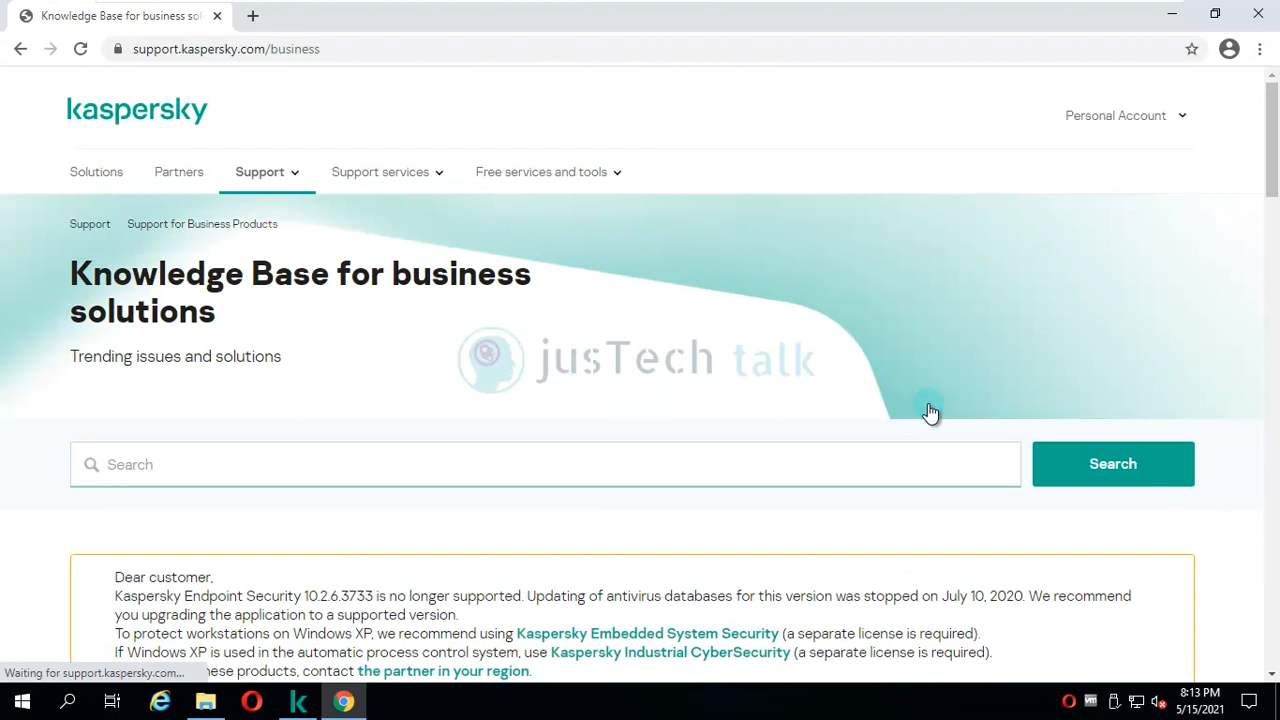 Knowledge Base for business so
support.kaspersky.com/business
kaspersky
Personal Account
Solutions Partners Support Support services Free services and tools
Support Support for Business Products
Knowledge Base for business
solutions
Trending issues and solutions
jusTech talk
Search
Search
Dear customer,
Kaspersky Endpoint Security 10.2.6.3733 is no longer supported. Updating of antivirus databases for this version was stopped on July 10, 2020. We recommend
you upgrading the application to a supported version.
To protect workstations on Windows XP, we recommend using Kaspersky Embedded System Security (a separate license is required).
If Windows XP is used in the automatic process control system, use Kaspersky Industrial CyberSecurity (a separate license is required).
these products, contact the partner in your region.
Waiting for support.kaspersky.com...
8:13 PM
5/15/2021